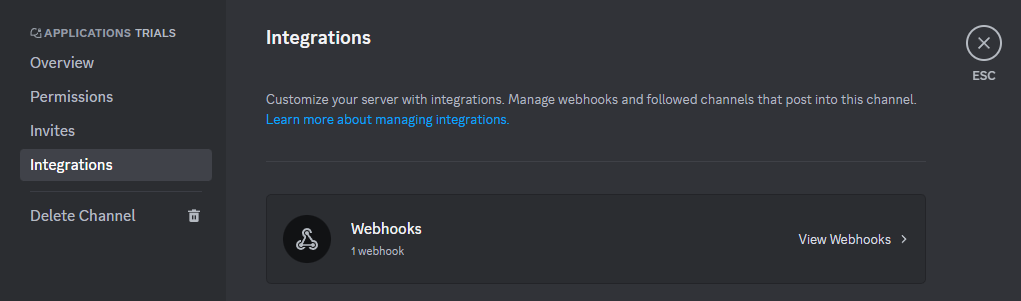 APPLICATIONS TRIALS
Overview
Permissions
Invites
Integrations
Delete Channel
Integrations
Customize your server with integrations. Manage webhooks and followed channels that post into this channel.
Learn more about managing integrations.
Webhooks
1 webhook
View Webhooks
ESC